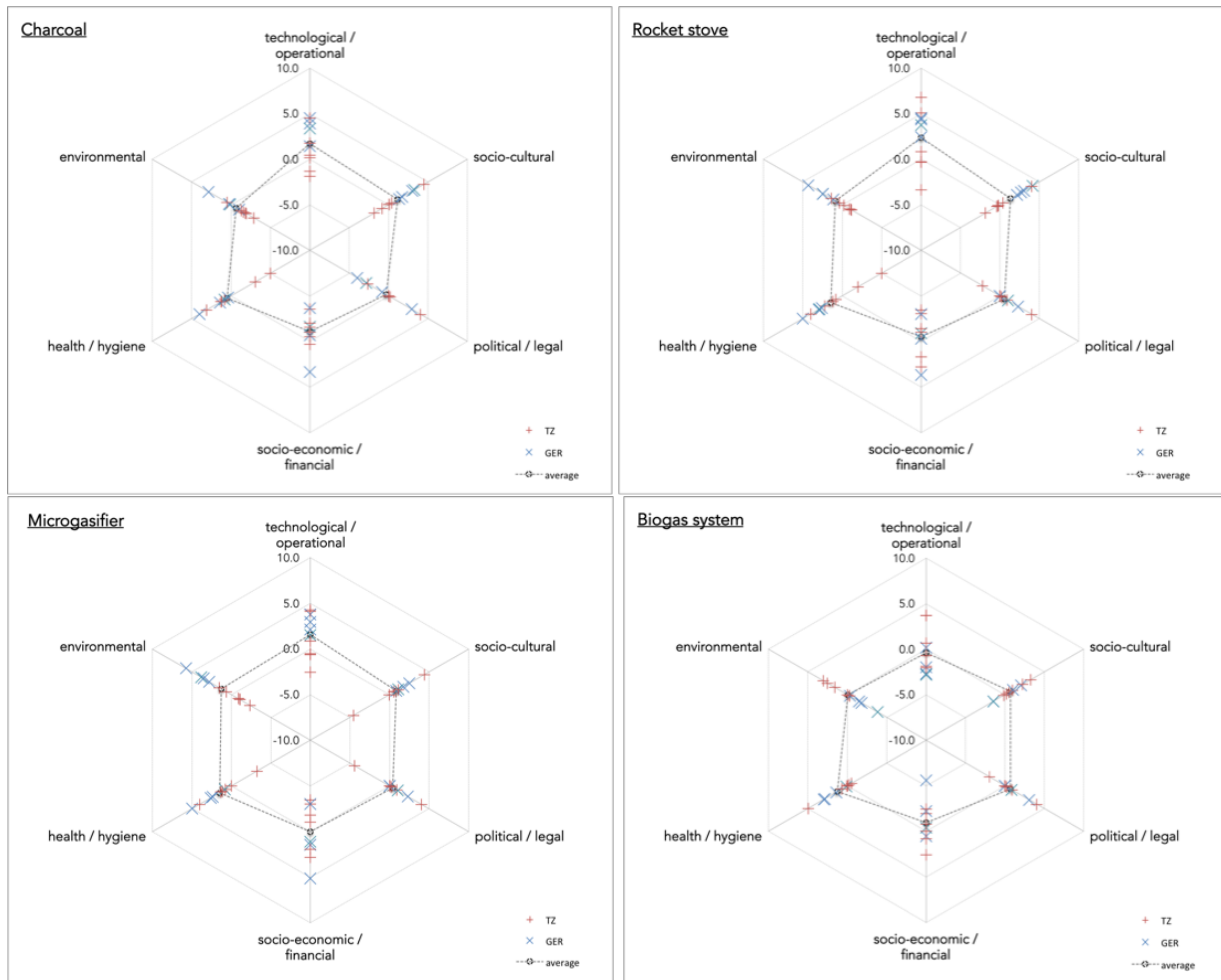 Charcoal
technological /
operational
10.0
5.0
0.0
-5.0
-10.0
environmental
socio-cultural
health / hygiene
political / legal
socio-economic /
financial
TZ
GER
average
Rocket stove
technological /
operational
10.0
5.0
0.0
-5.0
-10.0
environmental
socio-cultural
health / hygiene
political / legal
socio-economic /
financial
TZ
GER
average
Microgasifier
technological /
operational
10.0
5.0
0.0
-5.0
-10.0
environmental
socio-cultural
health / hygiene
political / legal
socio-economic /
financial
TZ
GER
average
Biogas system
technological /
operational
10.0
5.0
0.0
-5.0
-10.0
environmental
socio-cultural
health / hygiene
political / legal
socio-economic /
financial
TZ
GER
average